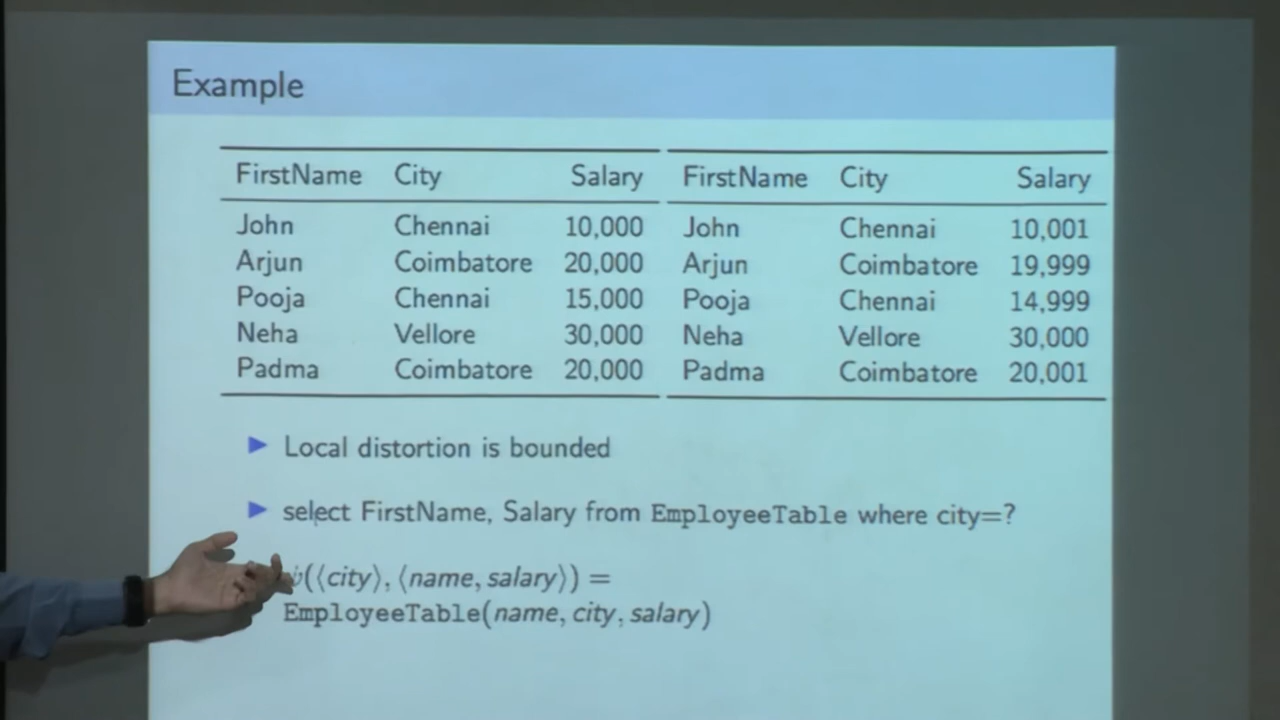 Example
FirstName City Salary FirstName City Salary
John Chennai 10,000 John Chennai 10,001
Arjun Coimbatore 20,000 Arjun Coimbatore 19,999
Pooja Chennai 15,000 Pooja Chennai 14,999
Neha Vellore 30,000 Neha Vellore 30,000
Padma Coimbatore 20,000 Padma Coimbatore 20,001
▶ Local distortion is bounded
▶ select FirstName, Salary from EmployeeTable where city=?
(⟨city⟩, ⟨name, salary⟩) =
EmployeeTable(name, city, salary)